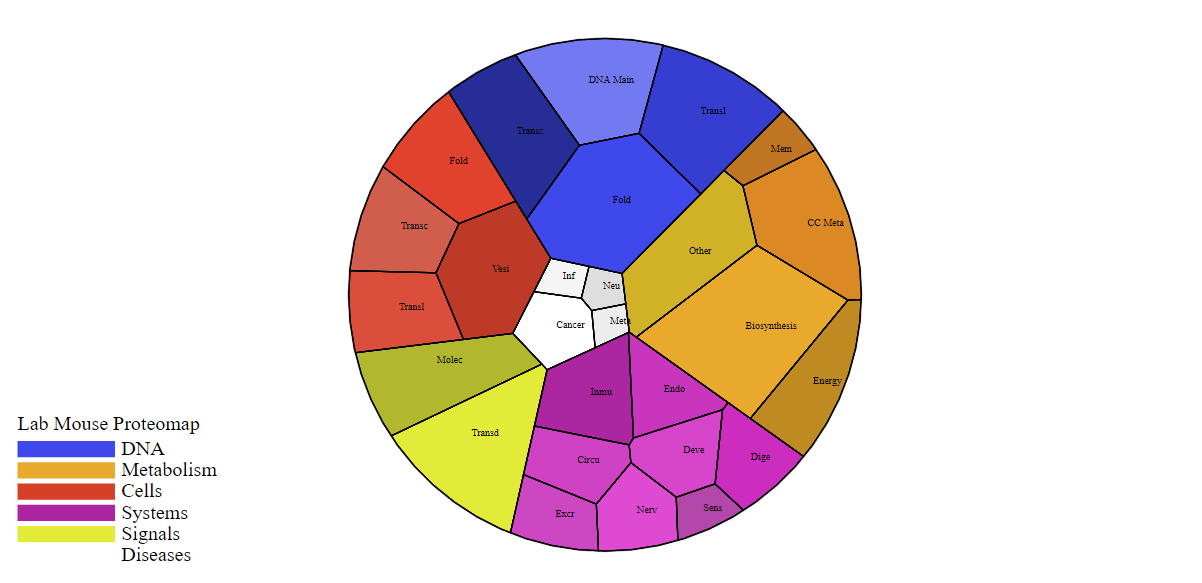 DNA Main
Transl
Transc
Mem
Fold
Fold
CC Meta
Transc
Other
Vesi
Inf
Neu
Transl
Meta
Cancer
Biosynthesis
Molec
Energy
Inmu
Endo
Transd
Deve
Dige
Circu
Sens
Nerv
Excr
Lab Mouse Proteomap
DNA
Metabolism
Cells
Systems
Signals
Diseases